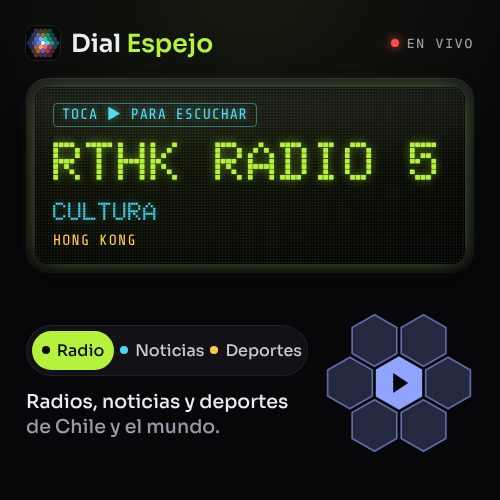 Dial Espejo
EN VIVO
TOCA ▶ PARA ESCUCHAR
RTHK RADIO 5
CULTURA
HONG KONG
Radio Noticias Deportes
Radios, noticias y deportes
de Chile y el mundo.